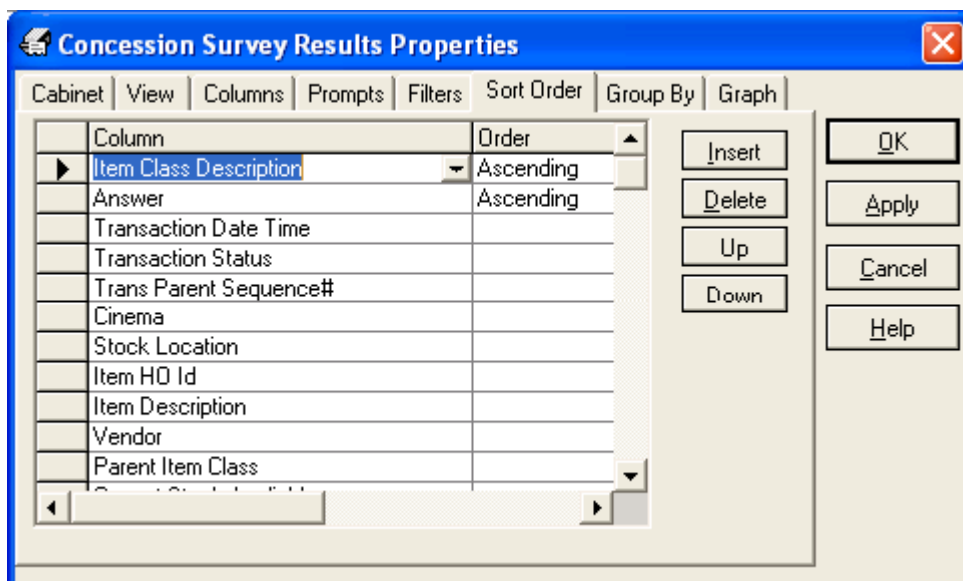 Concession Survey Results Properties
Cabinet View Columns Prompts Filters Sort Order Group By Graph
Column Order
Item Class Description Ascending
Answer Ascending
Transaction Date Time
Transaction Status
Trans Parent Sequence#
Cinema
Stock Location
Item HO Id
Item Description
Vendor
Parent Item Class
Insert
Delete
Up
Down
OK
Apply
Cancel
Help